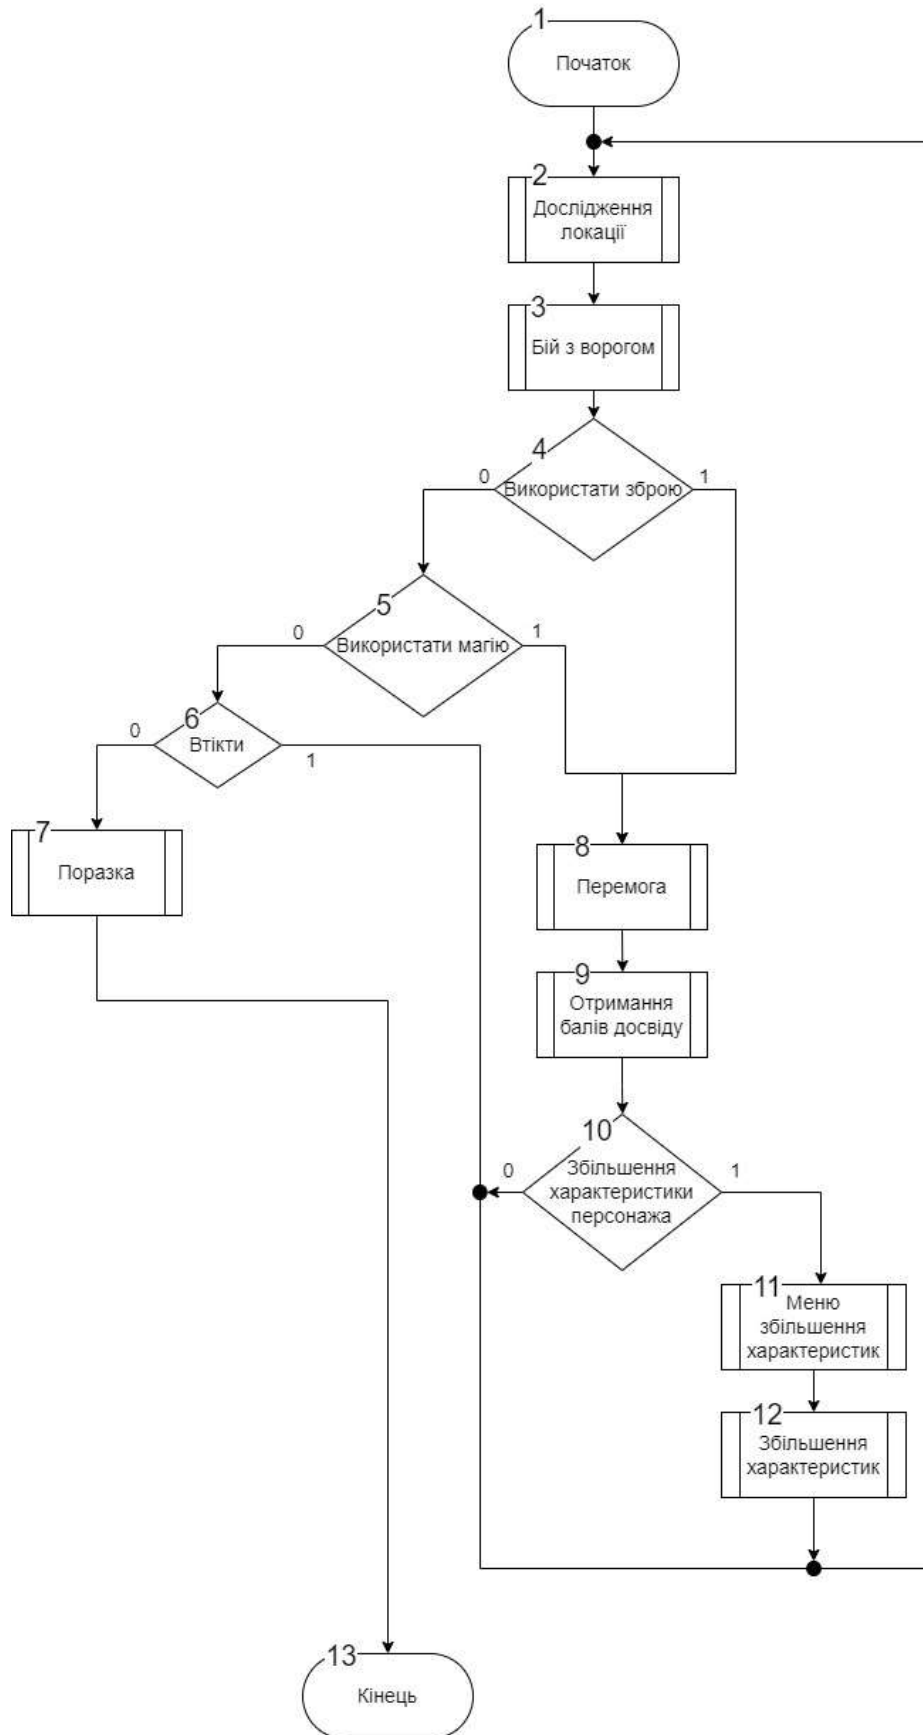 1
Початок
2
Дослідження
локації
3
Бій з ворогом
4
0
1
Використати зброю
5
0
1
Використати магію
6
0
Втікти
1
7
Поразка
8
Перемога
9
Отримання
балів досвіду
10
0
1
Збільшення
характеристики
персонажа
11
Меню
збільшення
характеристик
12
Збільшення
характеристик
13
Кінець